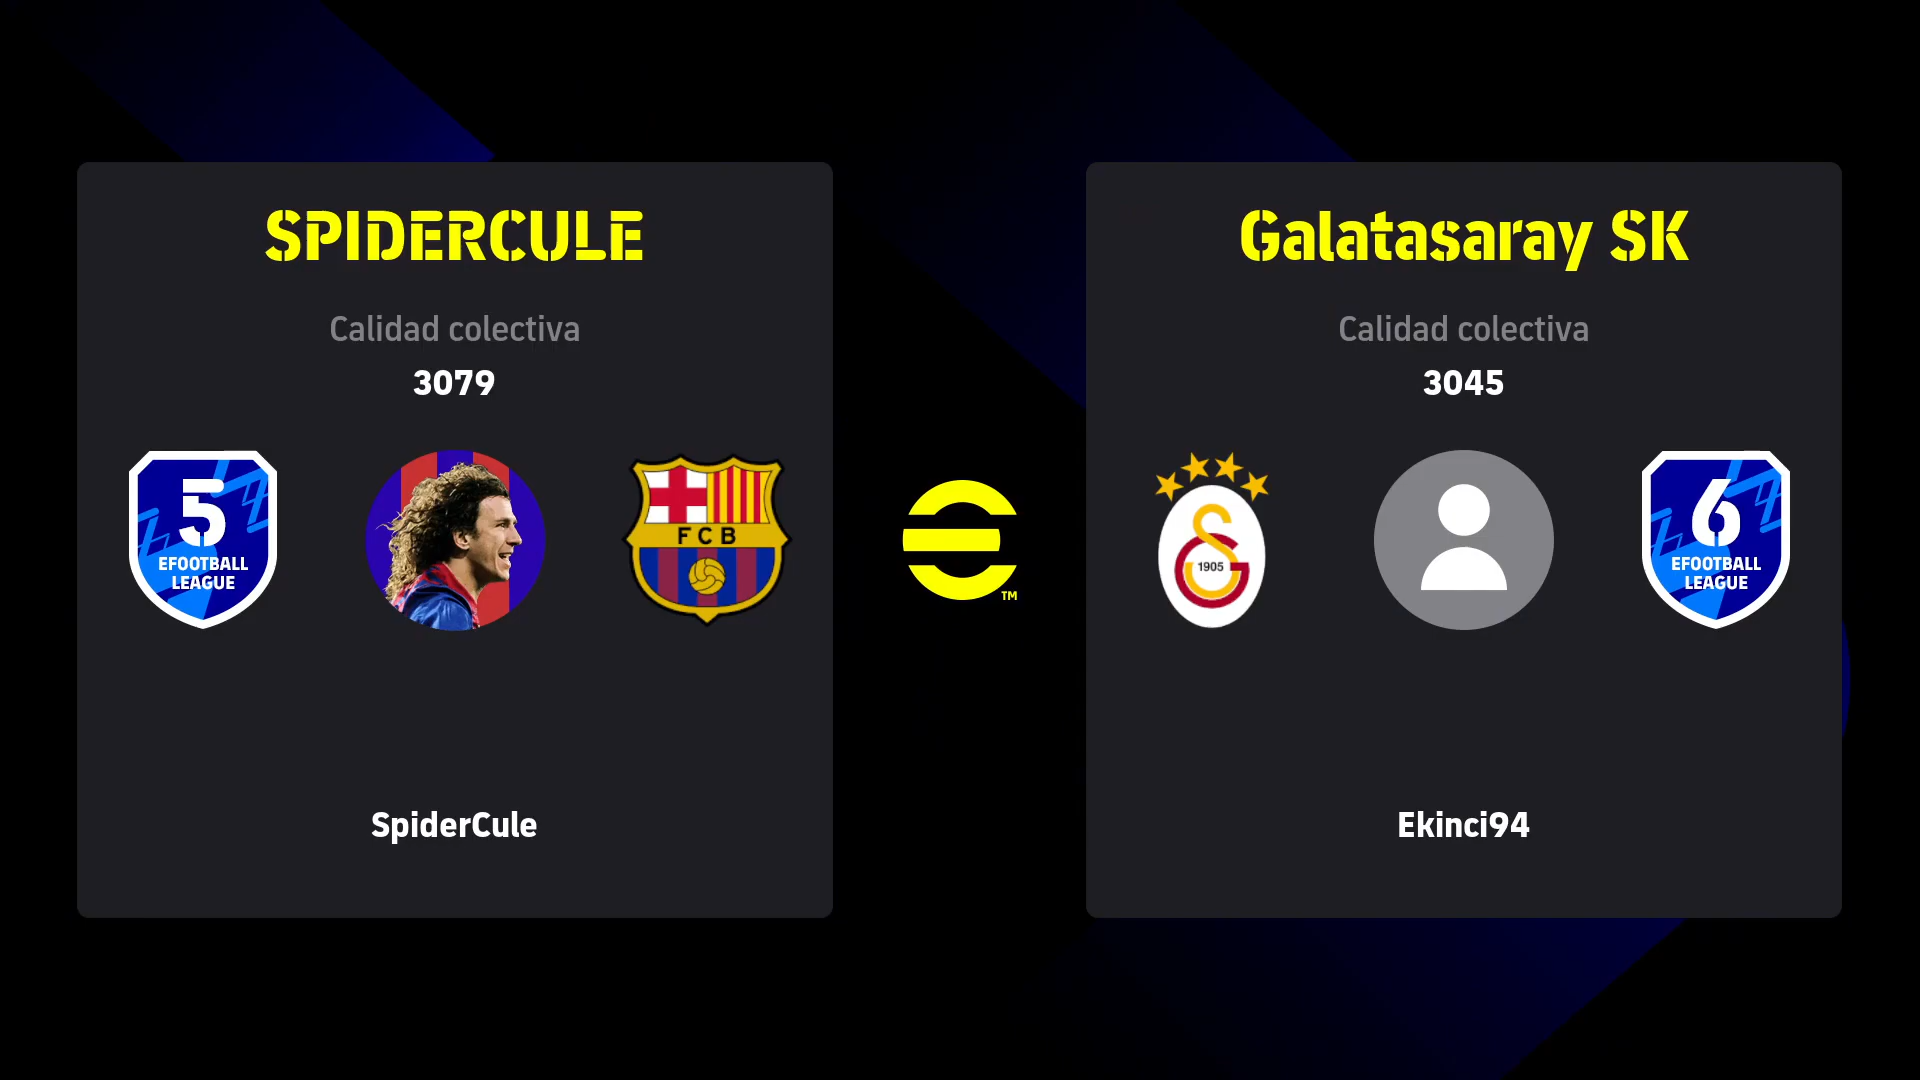 SPIDERCULE
Calidad colectiva
3079
5
EFOOTBALL
LEAGUE
FCB
SpiderCule
TM
Galatasaray SK
Calidad colectiva
3045
1905
6
EFOOTBALL
LEAGUE
Ekinci94